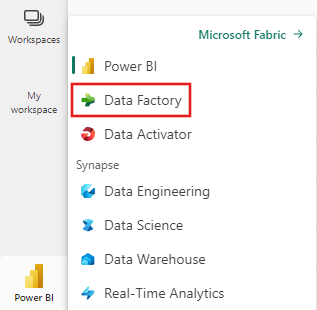 Workspaces
My
workspace
Microsoft Fabric →
Power BI
Data Factory
Data Activator
Synapse
Data Engineering
Data Science
Data Warehouse
Real-Time Analytics
Power BI